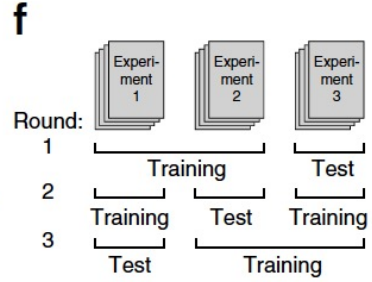 f
Experi-
ment
1
Experi-
ment
2
Experi-
ment
3
Round:
1
Training Test
2
Training Test Training
3
Test Training